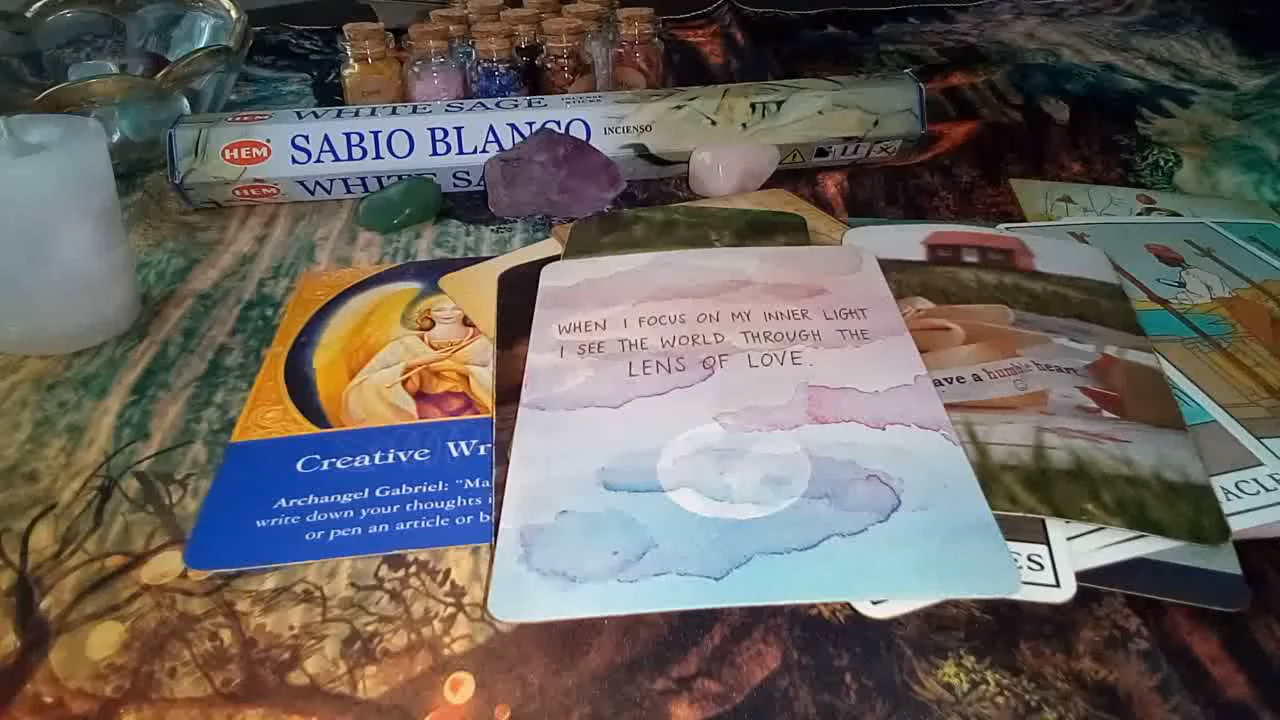 WHITE SAGE INCENSE STICKS
HEM SABIO BLANCO INCIENSO
HEM WHITE SA
WHEN I FOCUS ON MY INNER LIGHT
I SEE THE WORLD THROUGH THE
LENS OF LOVE.
Creative Wr
Archangel Gabriel: "Ma
write down your thoughts i
or pen an article or b
ave a humble heart
ACLE
ES